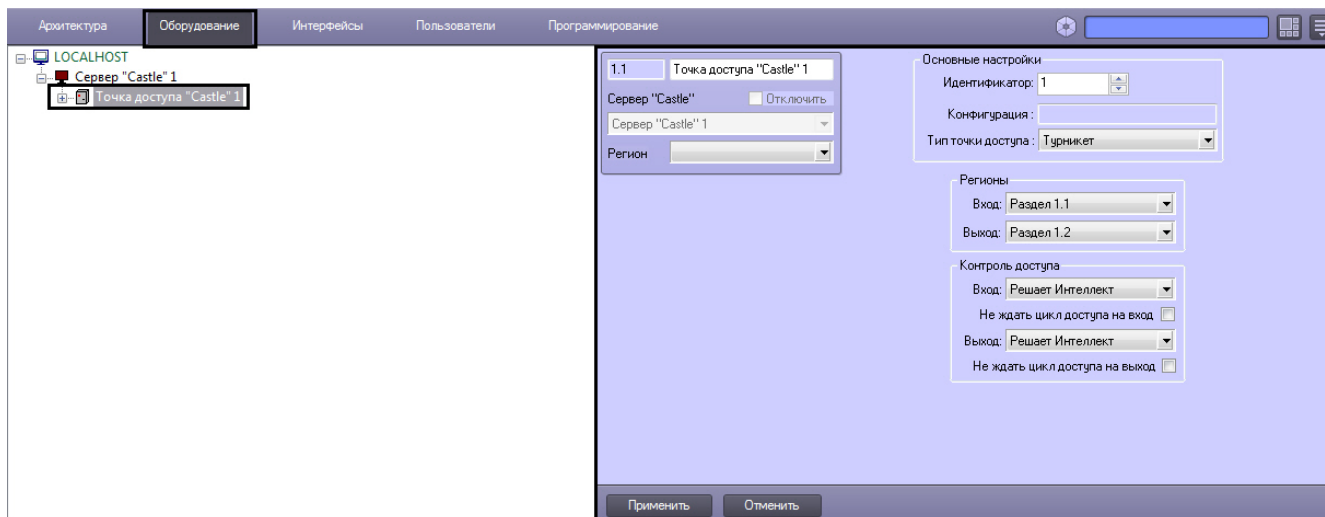 Архитектура Оборудование Интерфейсы Пользователи Программирование
LOCALHOST
Сервер "Castle" 1
Точка доступа "Castle" 1
1.1 Точка доступа "Castle" 1
Сервер "Castle" Отключить
Сервер "Castle" 1
Регион
Основные настройки
Идентификатор: 1
Конфигурация :
Тип точки доступа : Турникет
Регионы
Вход: Раздел 1.1
Выход: Раздел 1.2
Контроль доступа
Вход: Решает Интеллект
Не ждать цикл доступа на вход
Выход: Решает Интеллект
Не ждать цикл доступа на выход
Применить Отменить